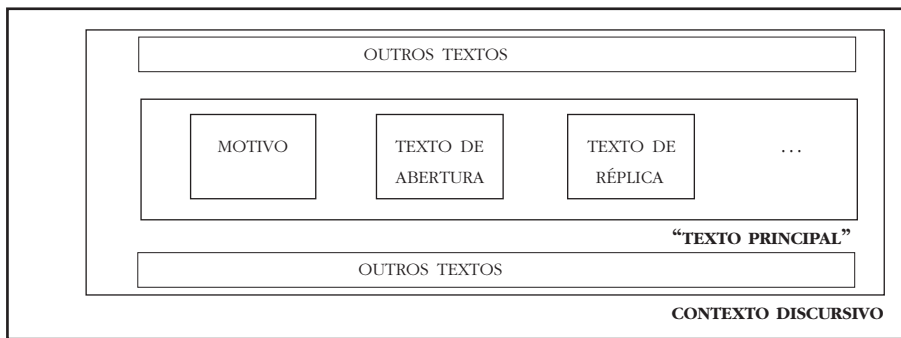 OUTROS TEXTOS
MOTIVO
TEXTO DE
ABERTURA
TEXTO DE
RÉPLICA
...
“TEXTO PRINCIPAL”
OUTROS TEXTOS
CONTEXTO DISCURSIVO